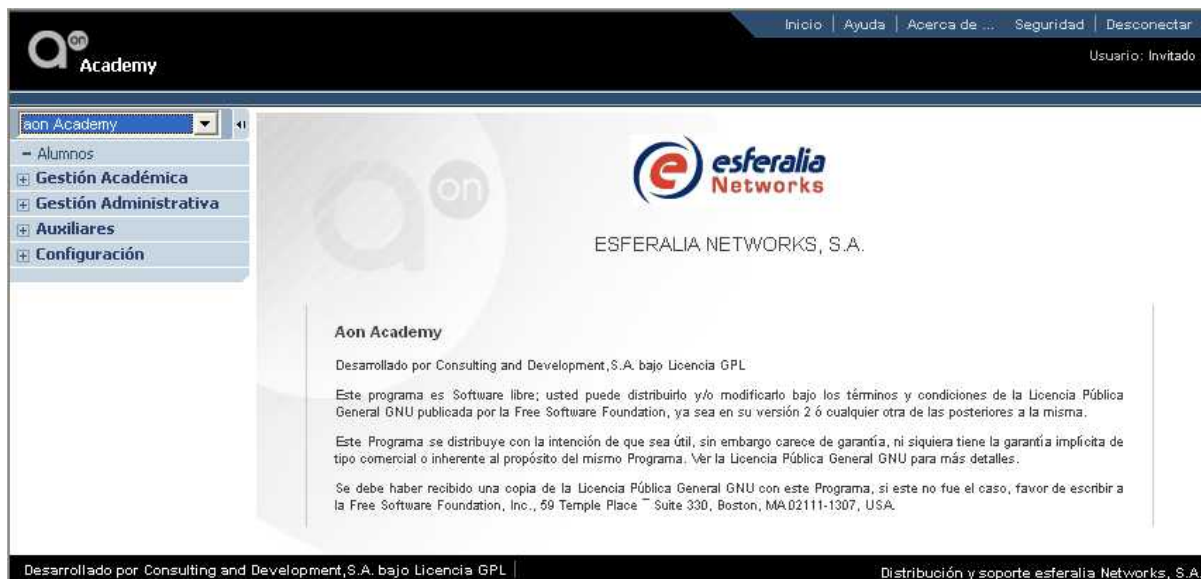 Inicio | Ayuda | Acerca de ... Seguridad | Desconectar
aon
Academy
Usuario: Invitado
aon Academy
Alumnos
Gestión Académica
Gestión Administrativa
Auxiliares
Configuración
aon
esferalia
Networks
ESFERALIA NETWORKS, S.A.
Aon Academy
Desarrollado por Consulting and Development,S.A. bajo Licencia GPL
Este programa es Software libre; usted puede distribuirlo y/o modificarlo bajo los términos y condiciones de la Licencia Pública
General GNU publicada por la Free Software Foundation, ya sea en su versión 2 ó cualquier otra de las posteriores a la misma.
Este Programa se distribuye con la intención de que sea útil, sin embargo carece de garantía, ni siquiera tiene la garantía implícita de
tipo comercial o inherente al propósito del mismo Programa. Ver la Licencia Pública General GNU para más detalles.
Se debe haber recibido una copia de la Licencia Pública General GNU con este Programa, si este no fue el caso, favor de escribir a
la Free Software Foundation, Inc., 59 Temple Place ¯ Suite 330, Boston, MA 02111-1307, USA.
Desarrollado por Consulting and Development,S.A. bajo Licencia GPL |
Distribución y soporte esferalia Networks, S.A